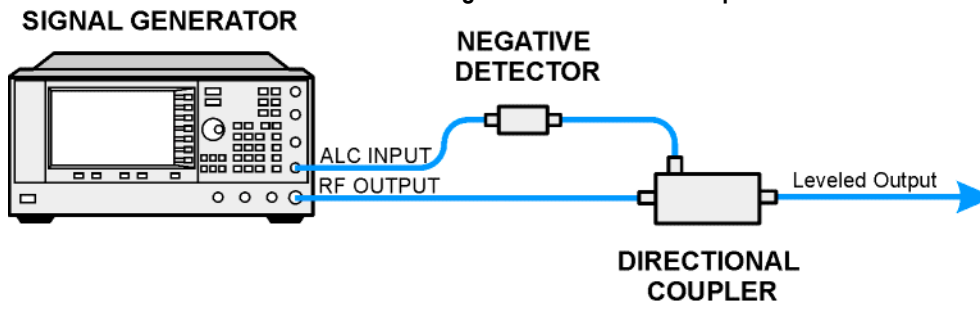 SIGNAL GENERATOR
NEGATIVE
DETECTOR
ALC INPUT
RF OUTPUT
Leveled Output
DIRECTIONAL
COUPLER